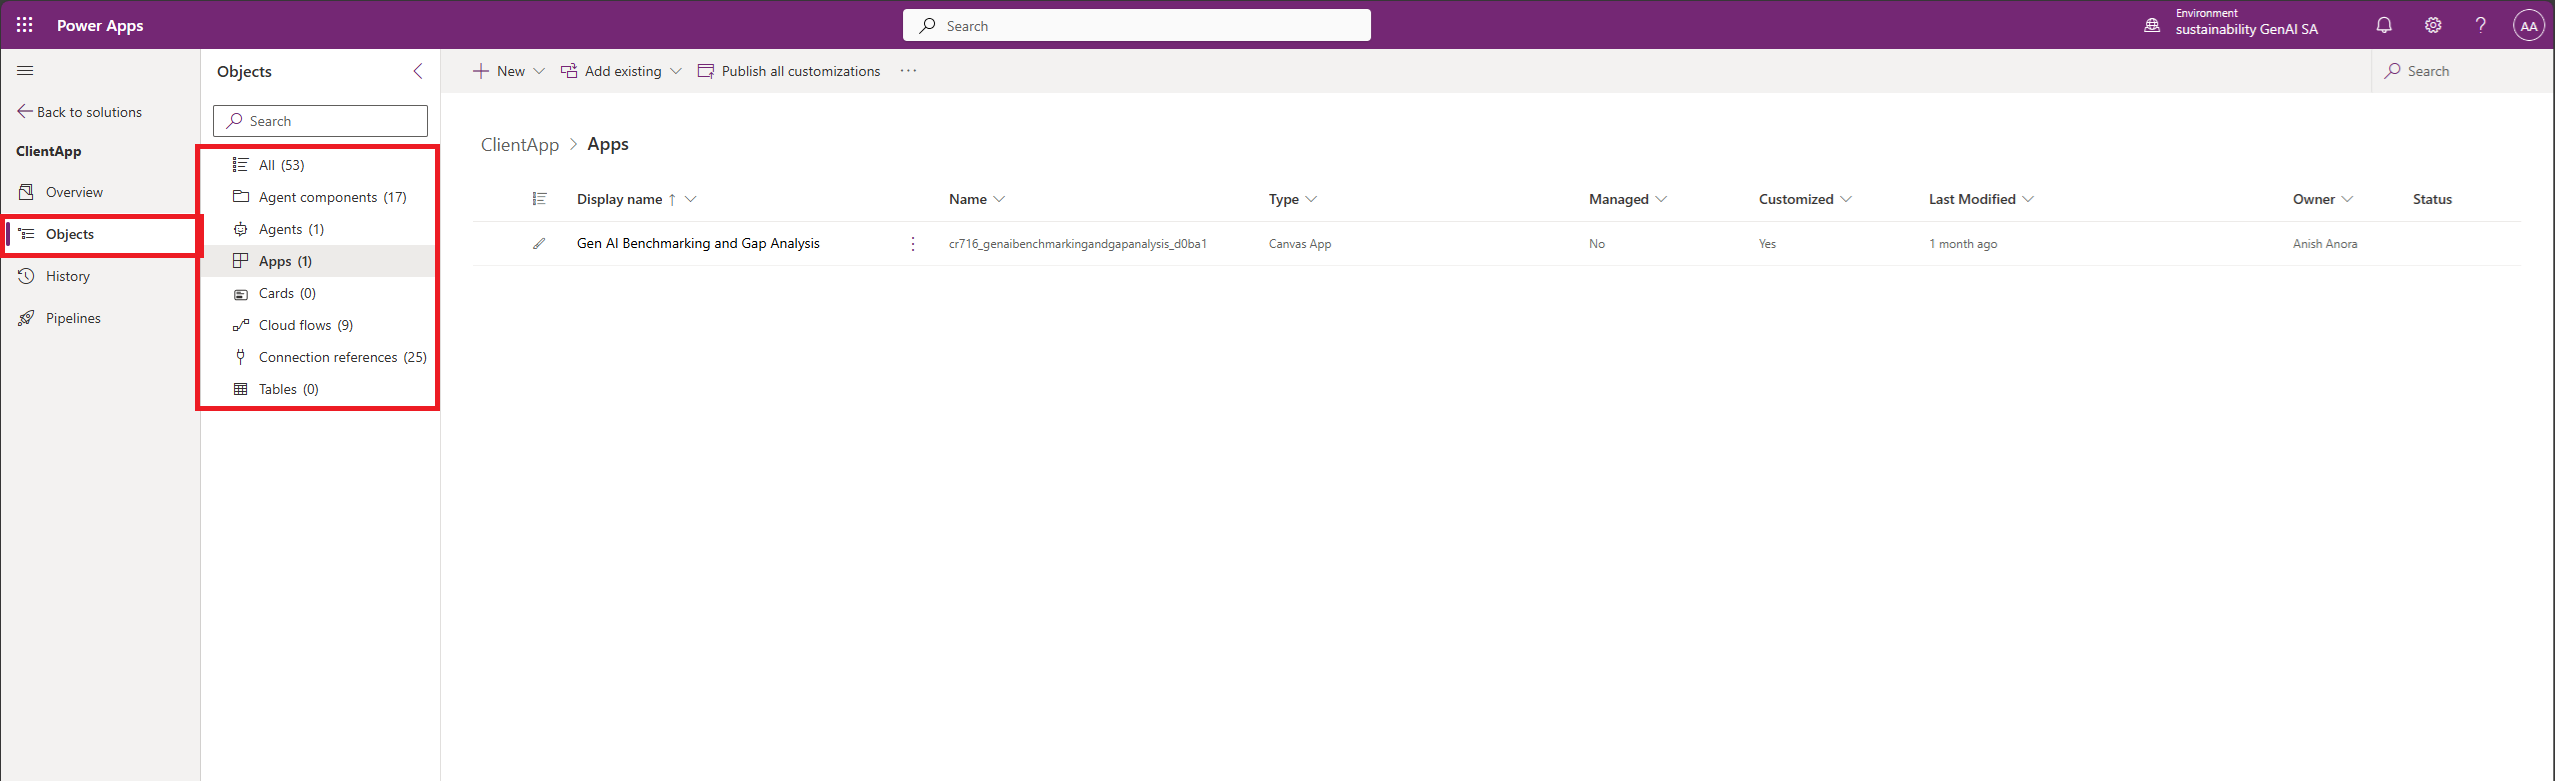 Power Apps
Search
Environment
sustainability GenAI SA
AA
Back to solutions
ClientApp
Overview
Objects
History
Pipelines
Objects
Search
All (53)
Agent components (17)
Agents (1)
Apps (1)
Cards (0)
Cloud flows (9)
Connection references (25)
Tables (0)
New Add existing Publish all customizations ··· Search
ClientApp > Apps
Display name ↑ Name Type Managed Customized Last Modified Owner Status
Gen AI Benchmarking and Gap Analysis cr716_genaibenchmarkingandgapanalysis_d0ba1 Canvas App No Yes 1 month ago Anish Anora